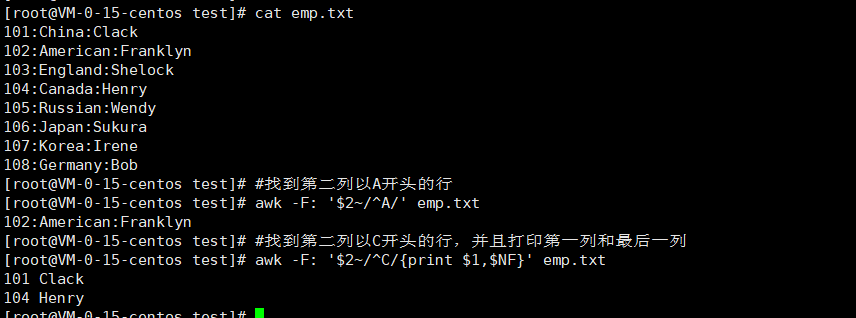 [root@VM-0-15-centos test]# cat emp.txt
101:China:Clack
102:American:Franklyn
103:England:Shelock
104:Canada:Henry
105:Russian:Wendy
106:Japan:Sukura
107:Korea:Irene
108:Germany:Bob
[root@VM-0-15-centos test]# #找到第二列以A开头的行
[root@VM-0-15-centos test]# awk -F: '$2~/^A/' emp.txt
102:American:Franklyn
[root@VM-0-15-centos test]# #找到第二列以C开头的行，并且打印第一列和最后一列
[root@VM-0-15-centos test]# awk -F: '$2~/^C/{print $1,$NF}' emp.txt
101 Clack
104 Henry
[root@VM-0-15-centos test]#